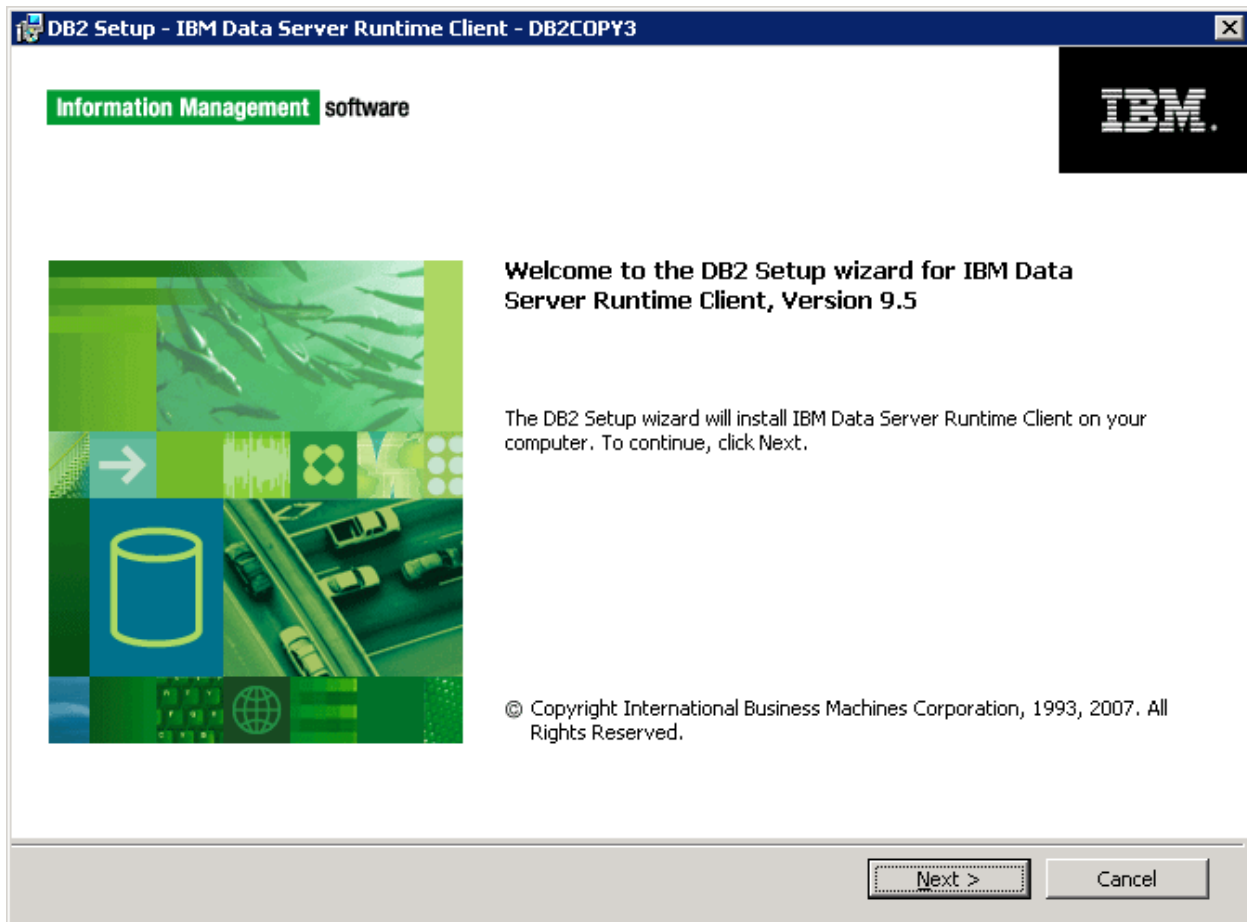 DB2 Setup - IBM Data Server Runtime Client - DB2COPY3
Information Management software
IBM.
Welcome to the DB2 Setup wizard for IBM Data
Server Runtime Client, Version 9.5
The DB2 Setup wizard will install IBM Data Server Runtime Client on your
computer. To continue, click Next.
© Copyright International Business Machines Corporation, 1993, 2007. All
Rights Reserved.
Next >
Cancel